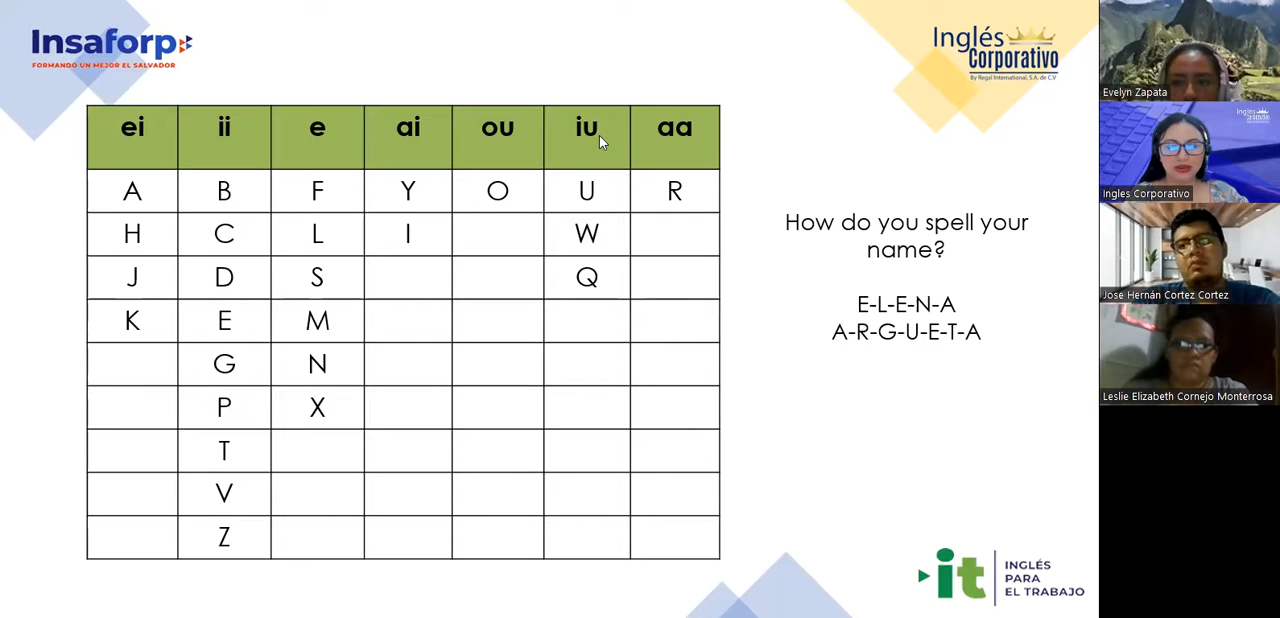 Insaforp
FORMANDO UN MEJOR EL SALVADOR
Inglés
Corporativo
By Regal International, S.A. de C.V
ei ii e ai ou iu aa
A B F Y O U R
H C L I W
J D S Q
K E M
G N
P X
T
V
Z
How do you spell your
name?
E-L-E-N-A
A-R-G-U-E-T-A
it
INGLÉS
PARA
EL TRABAJO
Evelyn Zapata
Ingles Corporativo
Jose Hernán Cortez Cortez
Leslie Elizabeth Cornejo Monterrosa